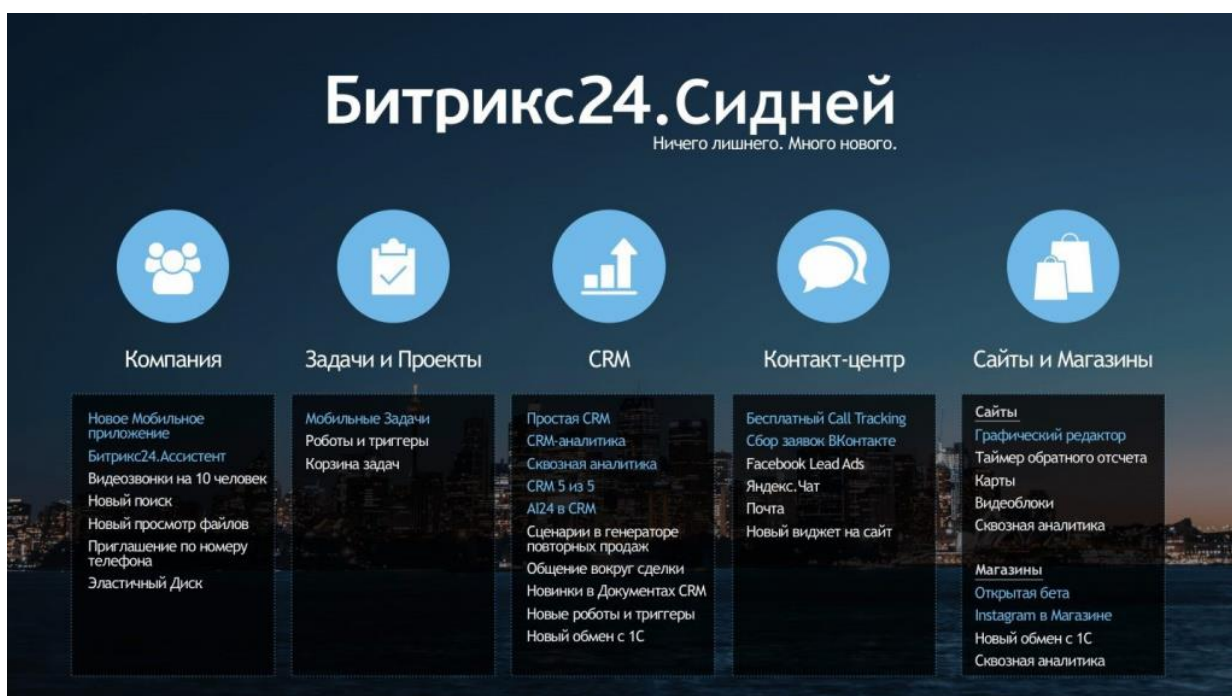 Битрикс24.Сидней
Ничего лишнего. Много нового.
Компания
Новое Мобильное
приложение
Битрикс24.Ассистент
Видеозвонки на 10 человек
Новый поиск
Новый просмотр файлов
Приглашение по номеру
телефона
Эластичный Диск
Задачи и Проекты
Мобильные Задачи
Роботы и триггеры
Корзина задач
CRM
Простая CRM
CRM-аналитика
Сквозная аналитика
CRM 5 из 5
AI24 в CRM
Сценарии в генераторе
повторных продаж
Общение вокруг сделки
Новинки в Документах CRM
Новые роботы и триггеры
Новый обмен с 1С
Контакт-центр
Бесплатный Call Tracking
Сбор заявок ВКонтакте
Facebook Lead Ads
Яндекс.Чат
Почта
Новый виджет на сайт
Сайты и Магазины
Сайты
Графический редактор
Таймер обратного отсчета
Карты
Видеоблоки
Сквозная аналитика
Магазины
Открытая бета
Instagram в Магазине
Новый обмен с 1С
Сквозная аналитика